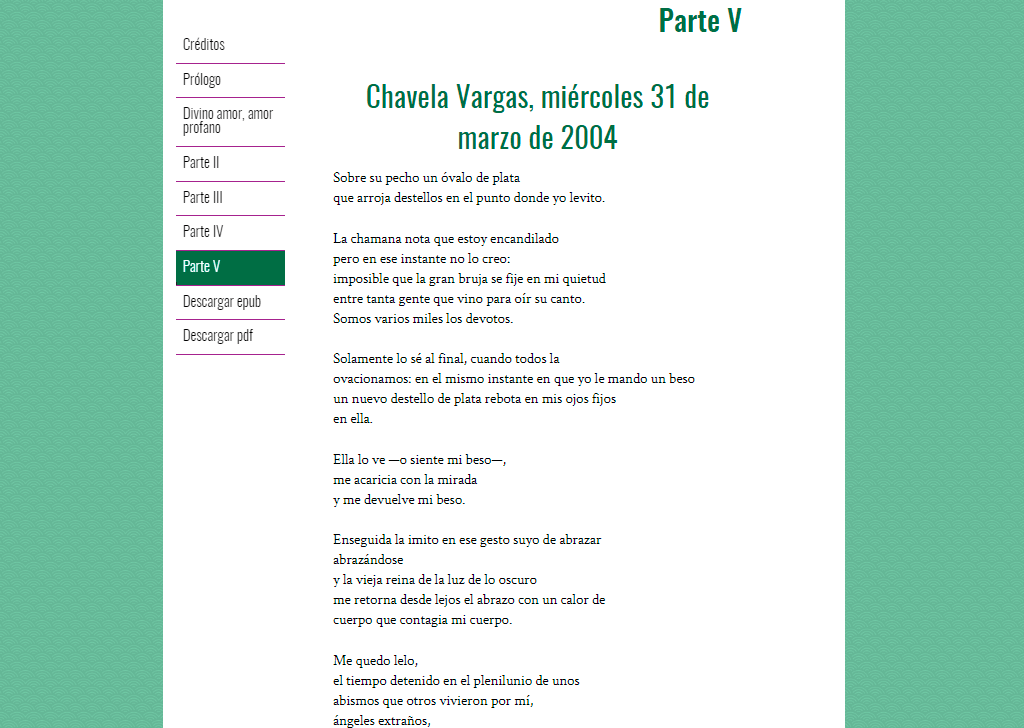 Parte V
Créditos
Prólogo
Divino amor, amor
profano
Parte II
Parte III
Parte IV
Parte V
Descargar epub
Descargar pdf
Chavela Vargas, miércoles 31 de
marzo de 2004
Sobre su pecho un óvalo de plata
que arroja destellos en el punto donde yo levito.
La chamana nota que estoy encandilado
pero en ese instante no lo creo:
imposible que la gran bruja se fije en mi quietud
entre tanta gente que vino para oír su canto.
Somos varios miles los devotos.
Solamente lo sé al final, cuando todos la
ovacionamos: en el mismo instante en que yo le mando un beso
un nuevo destello de plata rebota en mis ojos fijos
en ella.
Ella lo ve —o siente mi beso—,
me acaricia con la mirada
y me devuelve mi beso.
Enseguida la imito en ese gesto suyo de abrazar
abrazándose
y la vieja reina de la luz de lo oscuro
me retorna desde lejos el abrazo con un calor de
cuerpo que contagia mi cuerpo.
Me quedo lelo,
el tiempo detenido en el plenilunio de unos
abismos que otros vivieron por mí,
ángeles extraños,